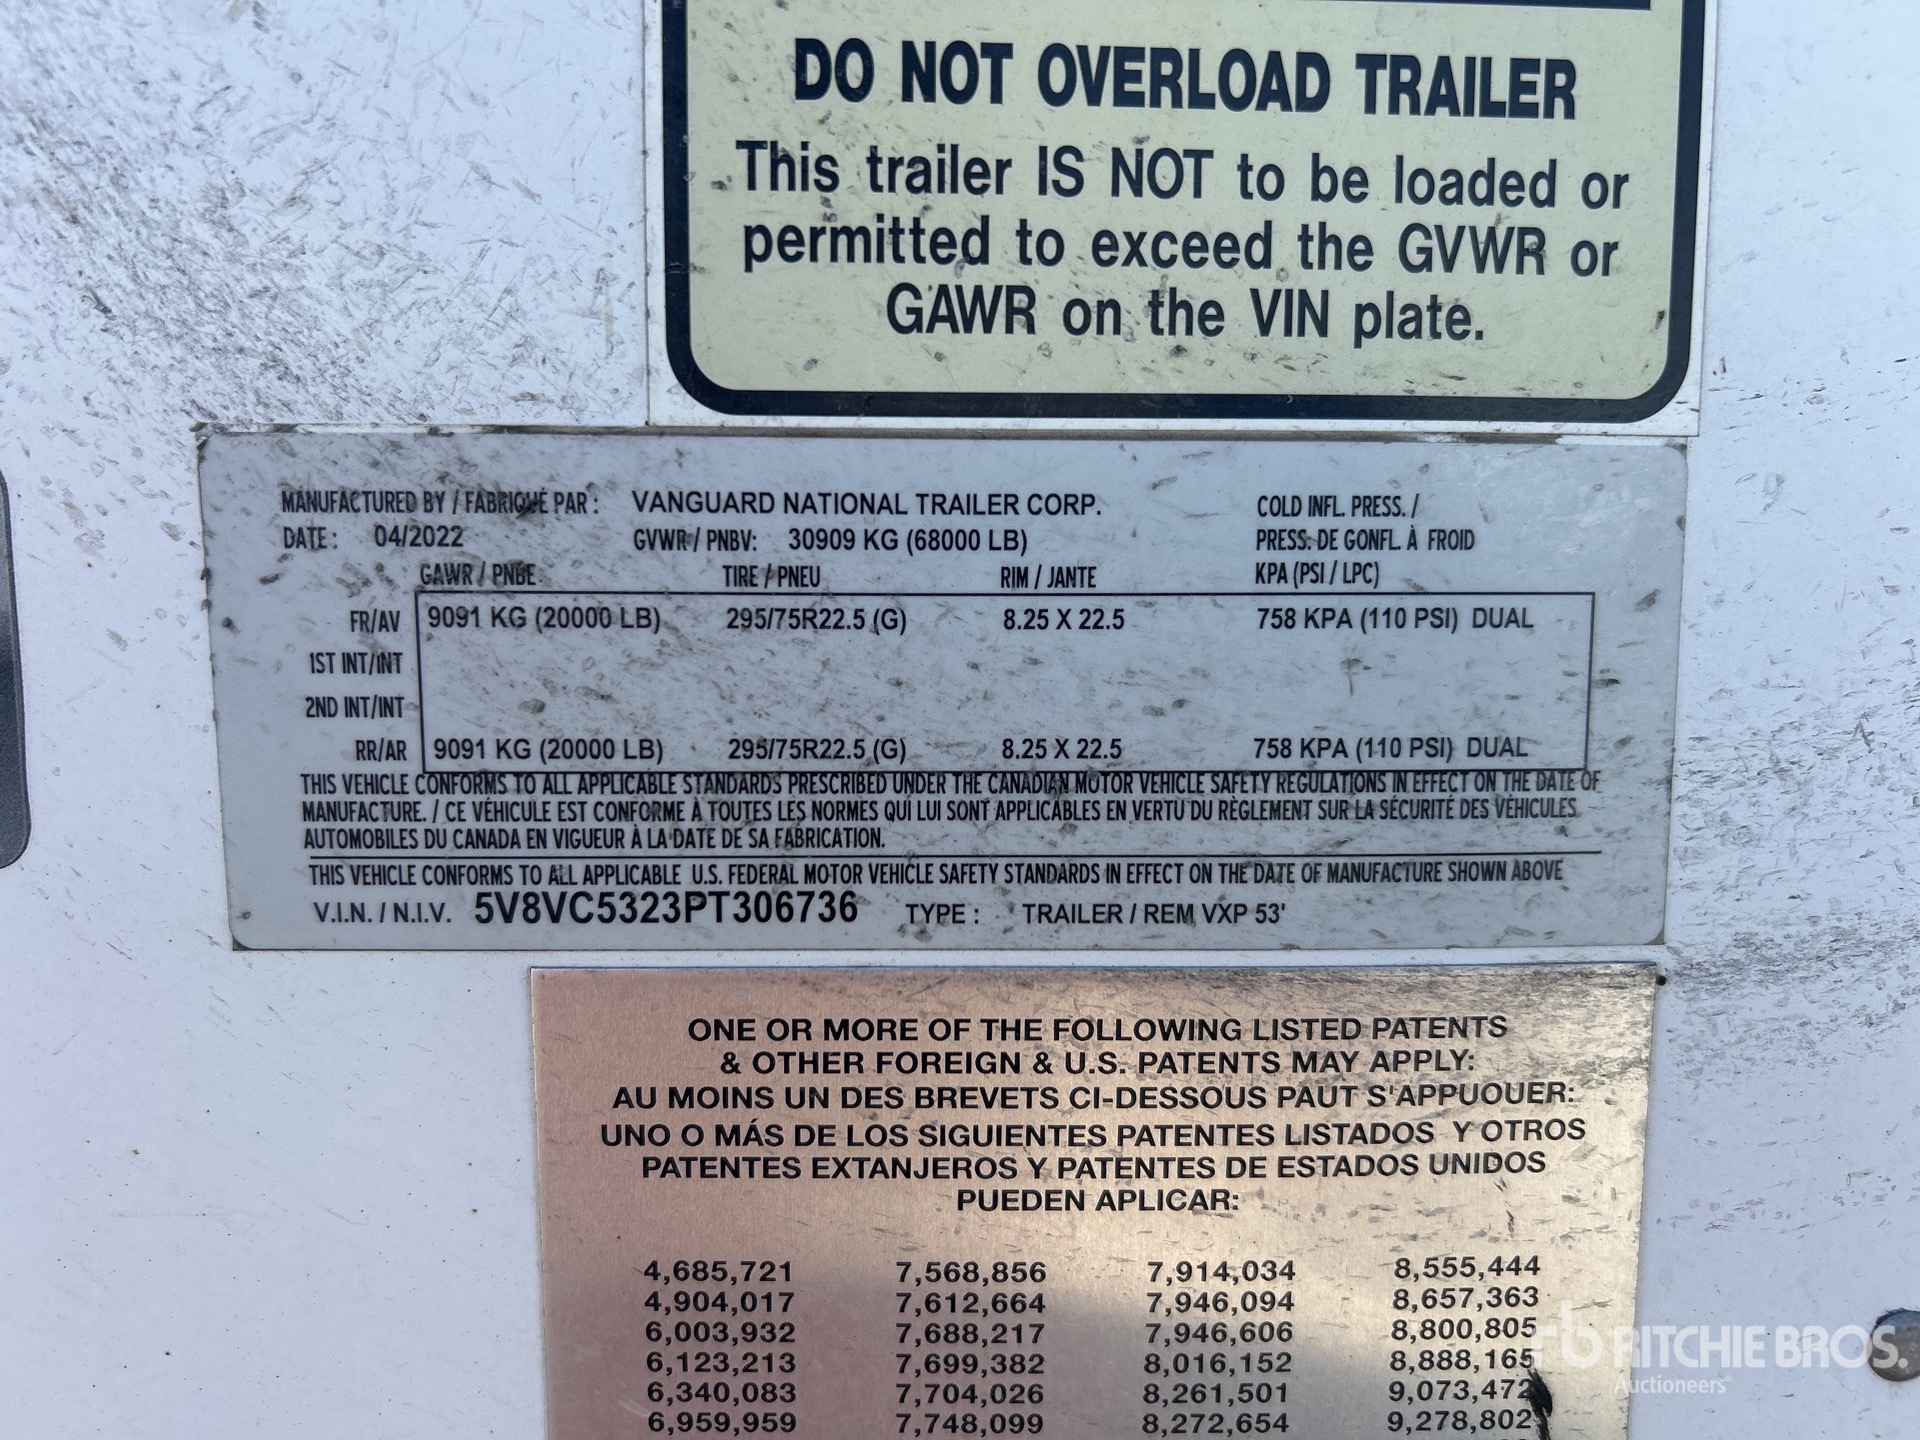 DO NOT OVERLOAD TRAILER
This trailer IS NOT to be loaded or
permitted to exceed the GVWR or
GAWR on the VIN plate.
MANUFACTURED BY / FABRIQUÉ PAR : VANGUARD NATIONAL TRAILER CORP. COLD INFL. PRESS. /
DATE : 04/2022 GVWR / PNBV: 30909 KG (68000 LB) PRESS. DE GONFL. À FROID
GAWR / PNBE TIRE / PNEU RIM / JANTE KPA (PSI / LPC)
FR/AV 9091 KG (20000 LB) 295/75R22.5 (G) 8.25 X 22.5 758 KPA (110 PSI) DUAL
1ST INT/INT
2ND INT/INT
RR/AR 9091 KG (20000 LB) 295/75R22.5 (G) 8.25 X 22.5 758 KPA (110 PSI) DUAL
THIS VEHICLE CONFORMS TO ALL APPLICABLE STANDARDS PRESCRIBED UNDER THE CANADIAN MOTOR VEHICLE SAFETY REGULATIONS IN EFFECT ON THE DATE OF
MANUFACTURE. / CE VÉHICULE EST CONFORME À TOUTES LES NORMES QUI LUI SONT APPLICABLES EN VERTU DU RÈGLEMENT SUR LA SÉCURITÉ DES VÉHICULES
AUTOMOBILES DU CANADA EN VIGUEUR À LA DATE DE SA FABRICATION.
THIS VEHICLE CONFORMS TO ALL APPLICABLE U.S. FEDERAL MOTOR VEHICLE SAFETY STANDARDS IN EFFECT ON THE DATE OF MANUFACTURE SHOWN ABOVE
V.I.N. / N.I.V. 5V8VC5323PT306736 TYPE : TRAILER / REM VXP 53'
ONE OR MORE OF THE FOLLOWING LISTED PATENTS
& OTHER FOREIGN & U.S. PATENTS MAY APPLY:
AU MOINS UN DES BREVETS CI-DESSOUS PAUT S'APPUOUER:
UNO O MÁS DE LOS SIGUIENTES PATENTES LISTADOS Y OTROS
PATENTES EXTANJEROS Y PATENTES DE ESTADOS UNIDOS
PUEDEN APLICAR:
4,685,721 7,568,856 7,914,034 8,555,444
4,904,017 7,612,664 7,946,094 8,657,363
6,003,932 7,688,217 7,946,606 8,800,805
6,123,213 7,699,382 8,016,152 8,888,165
6,340,083 7,704,026 8,261,501 9,073,472
6,959,959 7,748,099 8,272,654 9,278,802
rb RITCHIE BROS.
Auctioneers